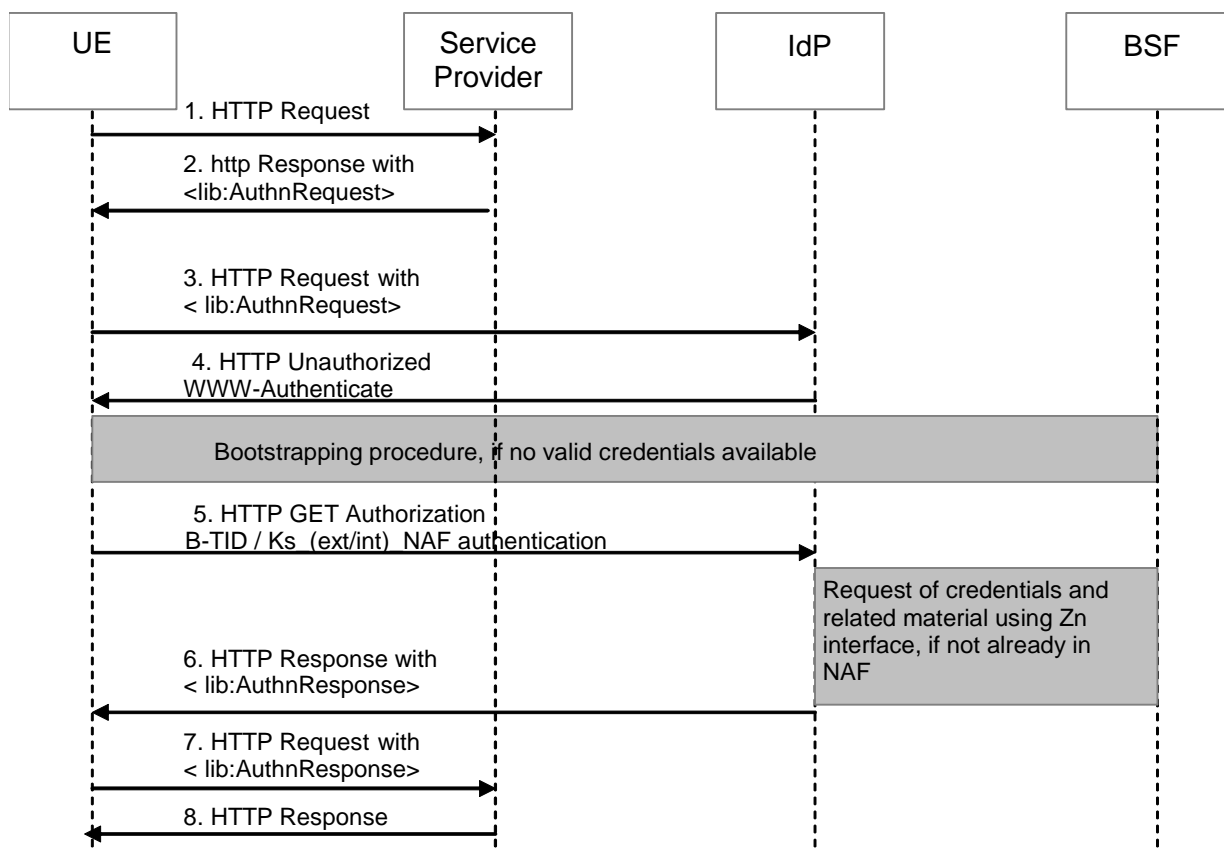 UE
Service
Provider
IdP
BSF
1. HTTP Request
2. http Response with
<lib:AuthnRequest>
3. HTTP Request with
< lib:AuthnRequest>
4. HTTP Unauthorized
WWW-Authenticate
Bootstrapping procedure, if no valid credentials available
5. HTTP GET Authorization
B-TID / Ks_(ext/int)_NAF authentication
Request of credentials and
related material using Zn
interface, if not already in
NAF
6. HTTP Response with
< lib:AuthnResponse>
7. HTTP Request with
< lib:AuthnResponse>
8. HTTP Response